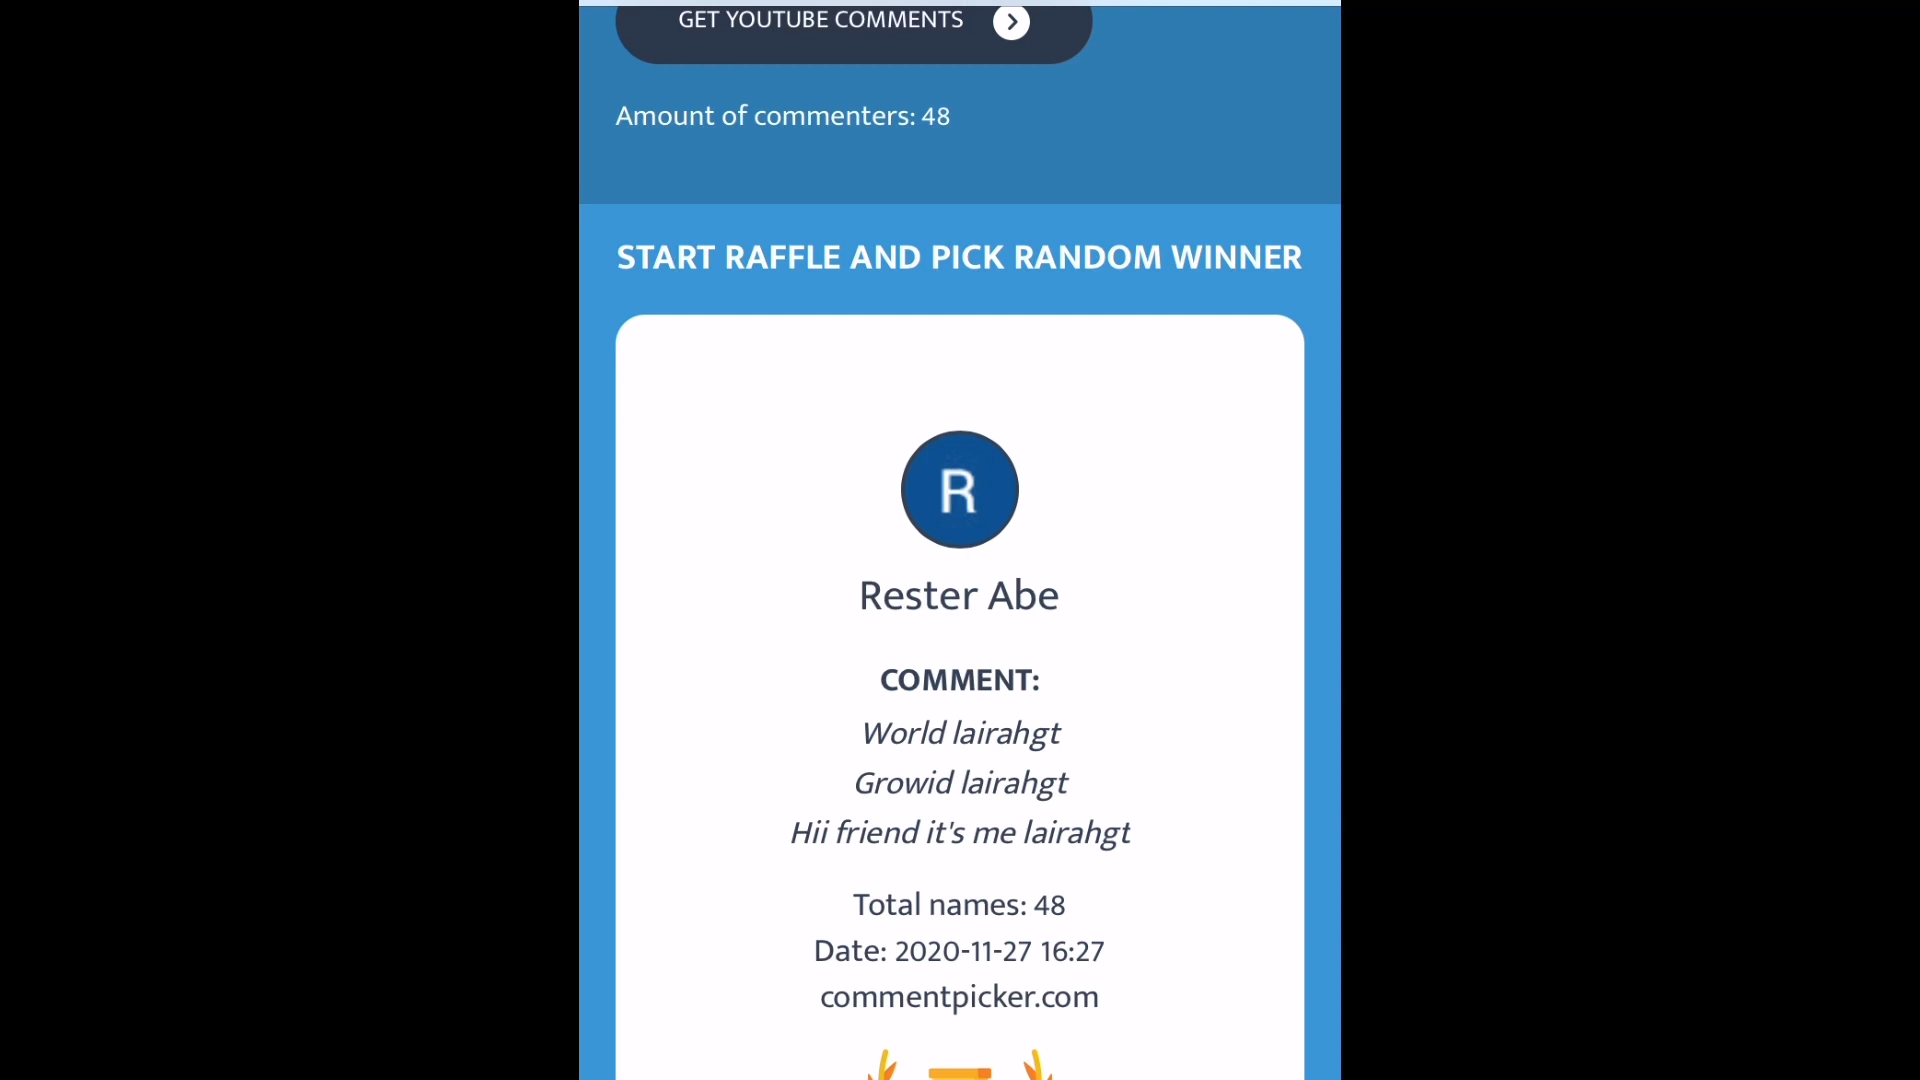 GET YOUTUBE COMMENTS
Amount of commenters: 48
START RAFFLE AND PICK RANDOM WINNER
R
Rester Abe
COMMENT:
World lairahgt
Growid lairahgt
Hii friend it's me lairahgt
Total names: 48
Date: 2020-11-27 16:27
commentpicker.com